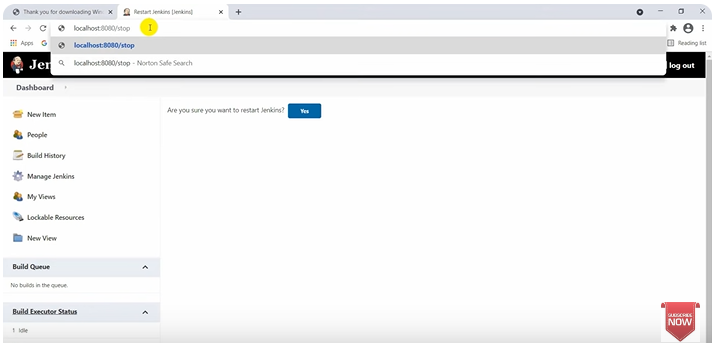 Thank you for downloading Win
Restart Jenkins [Jenkins]
localhost:8080/stop
Apps
Reading list
localhost:8080/stop
localhost:8080/stop - Norton Safe Search
Jen
log out
Dashboard
New Item
Are you sure you want to restart Jenkins?
Yes
People
Build History
Manage Jenkins
My Views
Lockable Resources
New View
Build Queue
No builds in the queue.
Build Executor Status
1 Idle
SUBSCRIBE
NOW